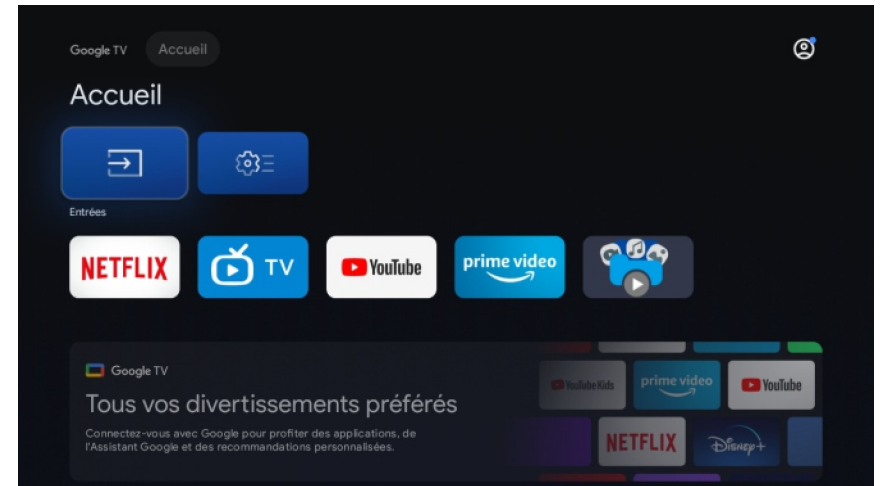 Google TV Accueil
Accueil
Entrées
NETFLIX TV YouTube prime video
Google TV
Tous vos divertissements préférés
Connectez-vous avec Google pour profiter des applications, de
l'Assistant Google et des recommandations personnalisées.
YouTube Kids prime video YouTube
NETFLIX Disney+